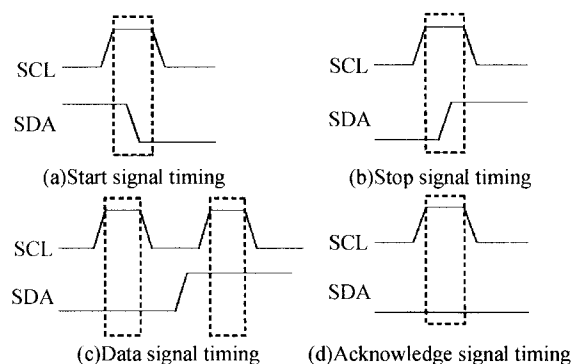 SCL
SDA
(a)Start signal timing
SCL
SDA
(b)Stop signal timing
SCL
SDA
(c)Data signal timing
SCL
SDA
(d)Acknowledge signal timing